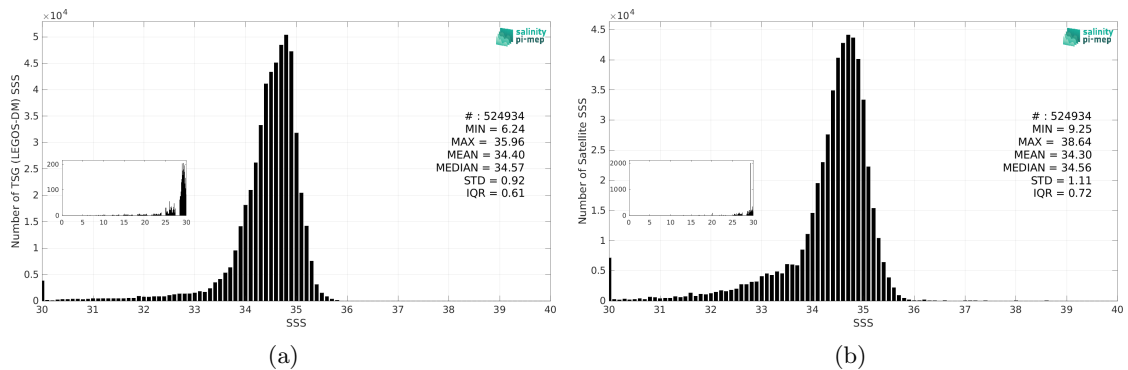 ×10⁴
5
4.5
4
3.5
3
2.5
2
1.5
1
0.5
0
Number of TSG (LEGOS-DM) SSS
salinity
pi-mep
# : 524934
MIN = 6.24
MAX = 35.96
MEAN = 34.40
MEDIAN = 34.57
STD = 0.92
IQR = 0.61
200
100
0
0 5 10 15 20 25 30
30 31 32 33 34 35 36 37 38 39 40
SSS
(a)
×10⁴
4.5
4
3.5
3
2.5
2
1.5
1
0.5
0
Number of Satellite SSS
salinity
pi-mep
# : 524934
MIN = 9.25
MAX = 38.64
MEAN = 34.30
MEDIAN = 34.56
STD = 1.11
IQR = 0.72
2000
1000
0
0 5 10 15 20 25 30
30 31 32 33 34 35 36 37 38 39 40
SSS
(b)